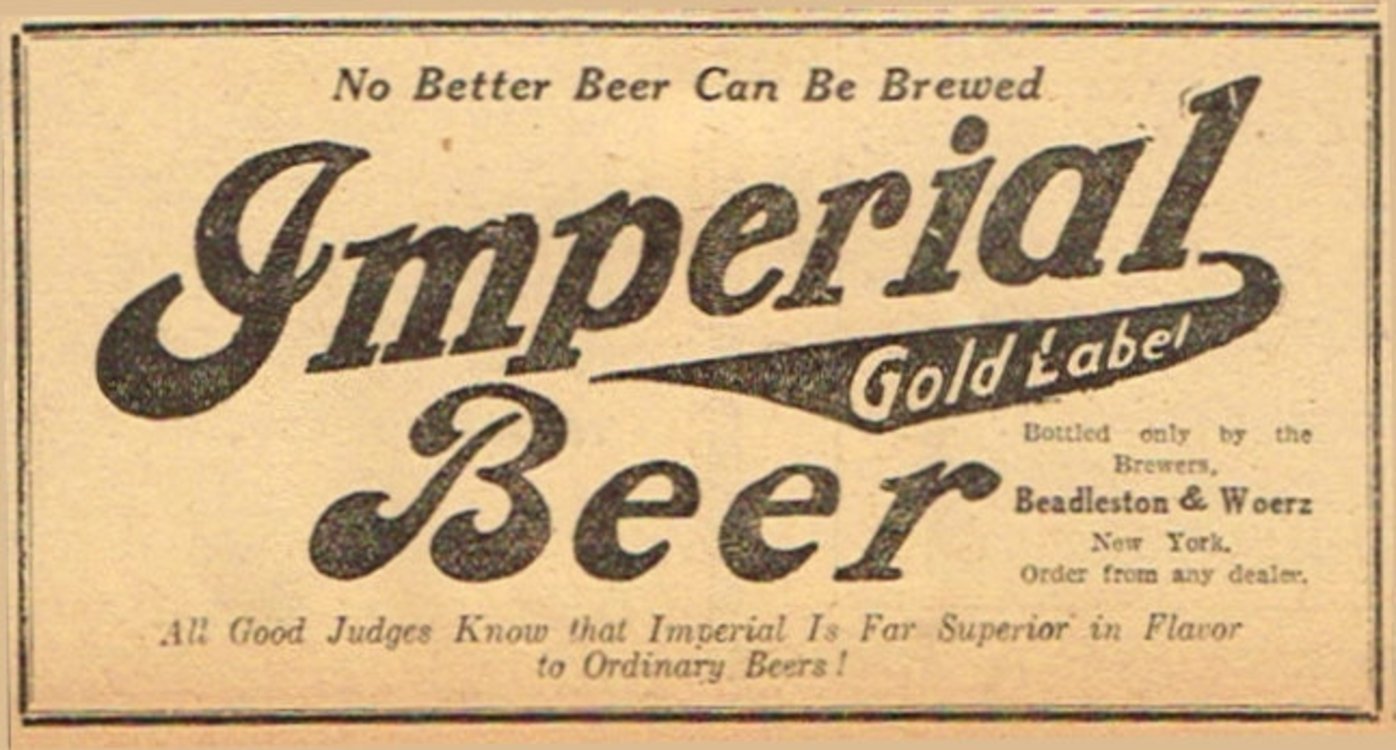 No Better Beer Can Be Brewed
Imperial
Gold Label
Beer
Bottled only by the
Brewers,
Beadleston & Woerz
New York.
Order from any dealer.
All Good Judges Know that Imperial Is Far Superior in Flavor
to Ordinary Beers!